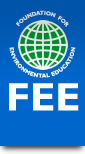 FOUNDATION FOR
ENVIRONMENTAL EDUCATION
FEE